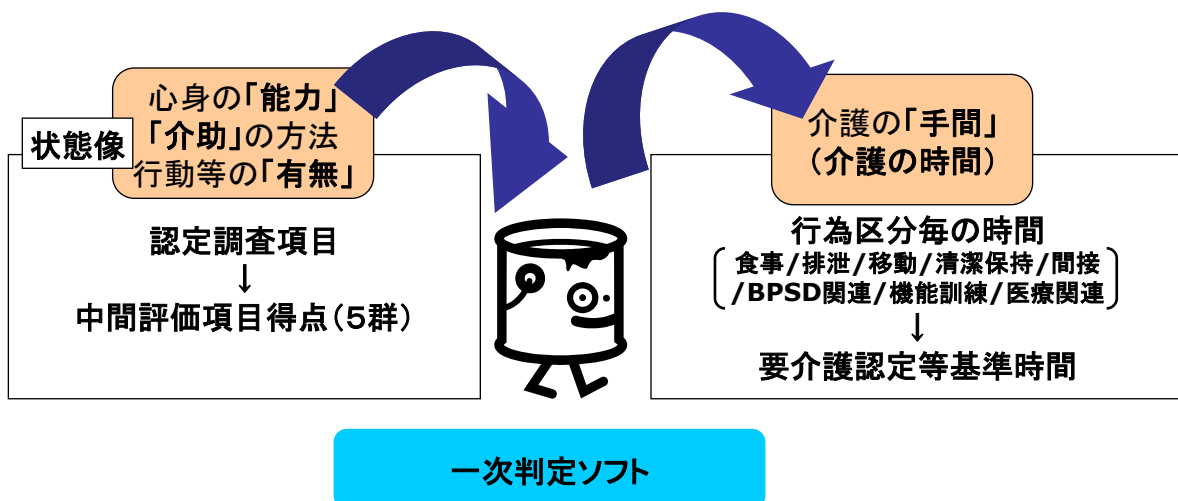 心身の「能力」
「介助」の方法
行動等の「有無」
状態像
認定調査項目
↓
中間評価項目得点(5群)
介護の「手間」
(介護の時間)
行為区分毎の時間
食事/排泄/移動/清潔保持/間接
/BPSD関連/機能訓練/医療関連
↓
要介護認定等基準時間
一次判定ソフト